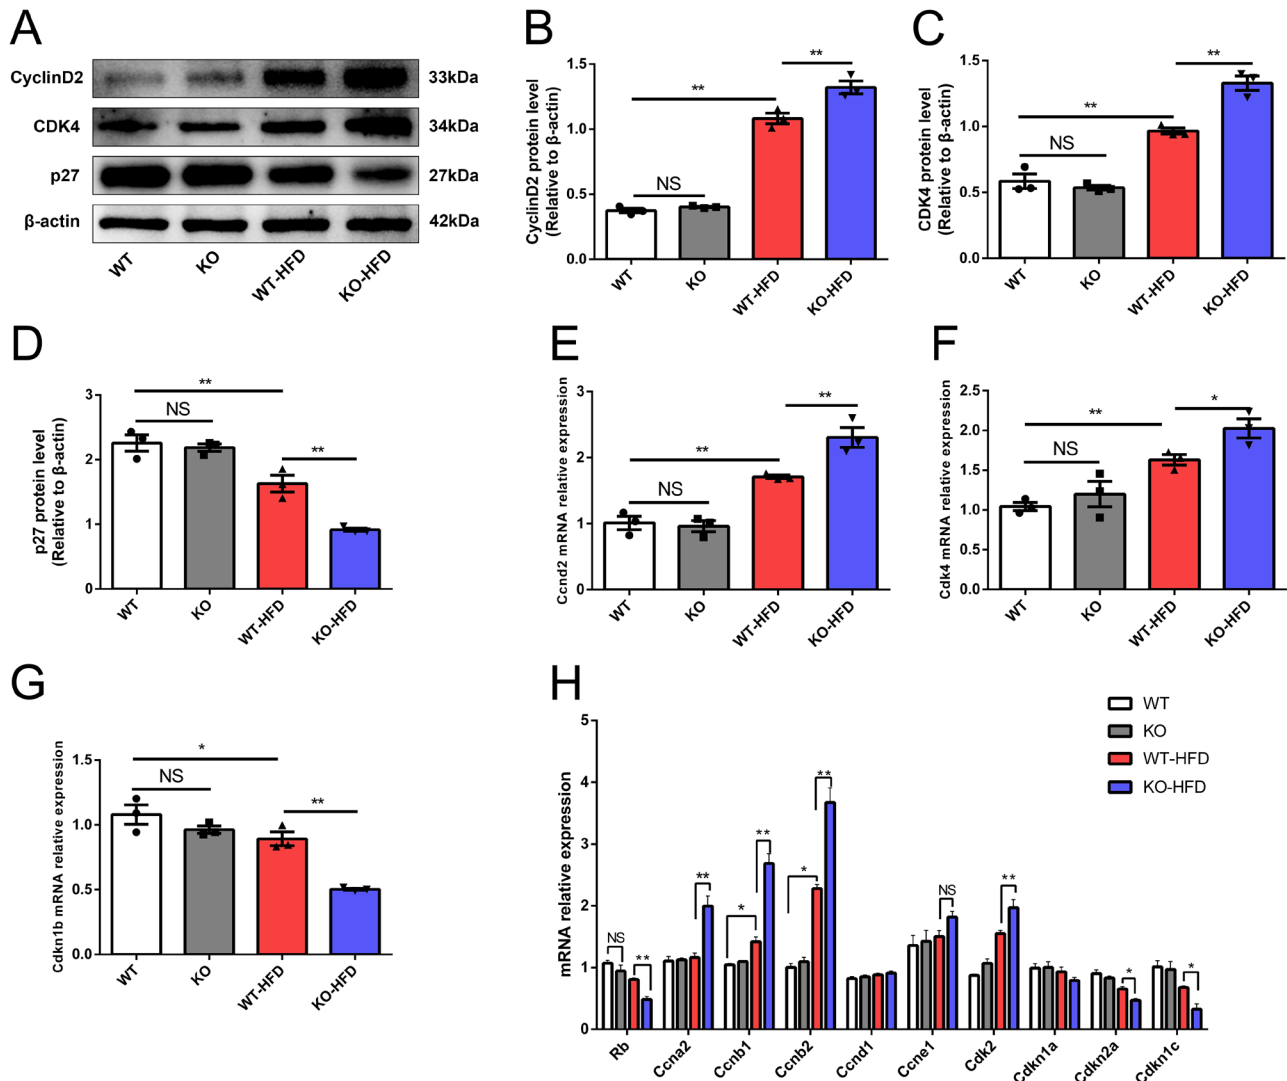 A
CyclinD2 33kDa
CDK4 34kDa
p27 27kDa
β-actin 42kDa
WT KO WT-HFD KO-HFD
B
CyclinD2 protein level
(Relative to β-actin)
1.5
1.0
0.5
0.0
NS
**
**
WT KO WT-HFD KO-HFD
C
CDK4 protein level
(Relative to β-actin)
1.5
1.0
0.5
0.0
NS
**
**
WT KO WT-HFD KO-HFD
D
p27 protein level
(Relative to β-actin)
3
2
1
0
**
NS
**
WT KO WT-HFD KO-HFD
E
Ccnd2 mRNA relative expression
3
2
1
0
NS
**
**
WT KO WT-HFD KO-HFD
F
Cdk4 mRNA relative expression
2.5
2.0
1.5
1.0
0.5
0.0
NS
**
*
WT KO WT-HFD KO-HFD
G
Cdkn1b mRNA relative expression
1.5
1.0
0.5
0.0
*
NS
**
WT KO WT-HFD KO-HFD
H
WT
KO
WT-HFD
KO-HFD
mRNA relative expression
5
4
3
2
1
0
NS ** ** * ** * ** NS ** * *
Rb Ccna2 Ccnb1 Ccnb2 Ccnd1 Ccne1 Cdk2 Cdkn1a Cdkn2a Cdkn1c